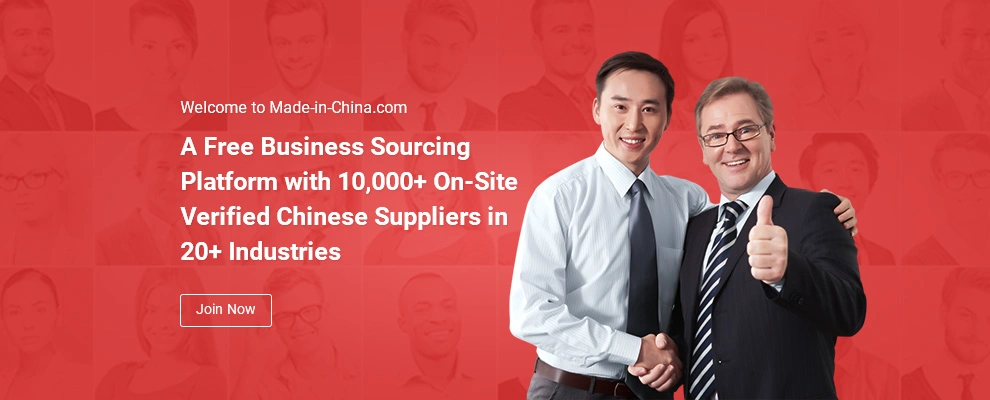 Welcome to Made-in-China.com
A Free Business Sourcing
Platform with 10,000+ On-Site
Verified Chinese Suppliers in
20+ Industries
Join Now